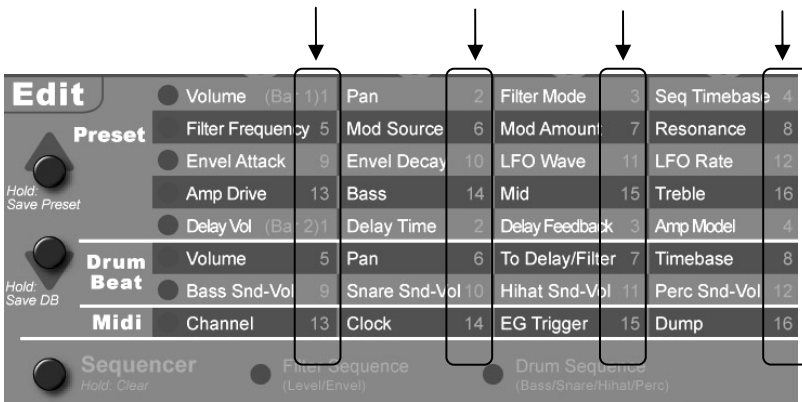 Edit
Volume (Bar 1)1 Pan 2 Filter Mode 3 Seq Timebase 4
Preset Filter Frequency 5 Mod Source 6 Mod Amount 7 Resonance 8
Envel Attack 9 Envel Decay 10 LFO Wave 11 LFO Rate 12
Hold:
Save Preset
Amp Drive 13 Bass 14 Mid 15 Treble 16
Delay Vol (Bar 2)1 Delay Time 2 Delay Feedback 3 Amp Model 4
Drum
Beat
Volume 5 Pan 6 To Delay/Filter 7 Timebase 8
Hold:
Save DB
Bass Snd-Vol 9 Snare Snd-Vol 10 Hihat Snd-Vol 11 Perc Snd-Vol 12
Midi Channel 13 Clock 14 EG Trigger 15 Dump 16
Sequencer
Hold: Clear
Filter Sequence
(Level/Envel)
Drum Sequence
(Bass/Snare/Hihat/Perc)